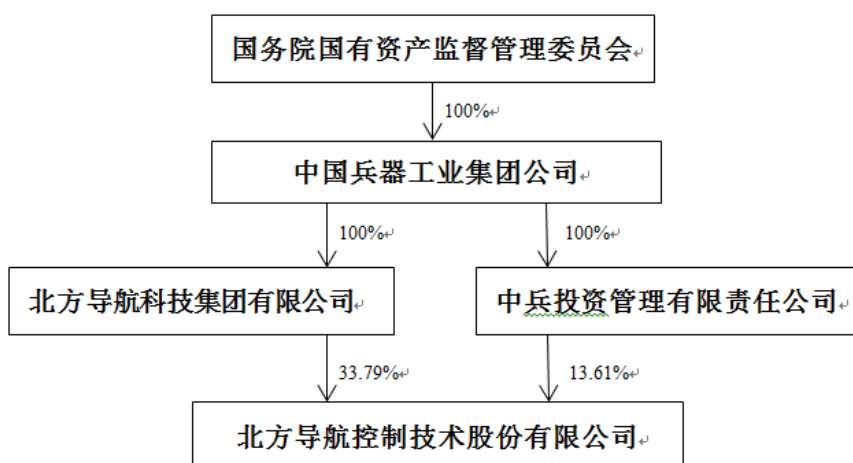 国务院国有资产监督管理委员会
100%
中国兵器工业集团公司
100%
100%
北方导航科技集团有限公司
中兵投资管理有限责任公司
33.79%
13.61%
北方导航控制技术股份有限公司